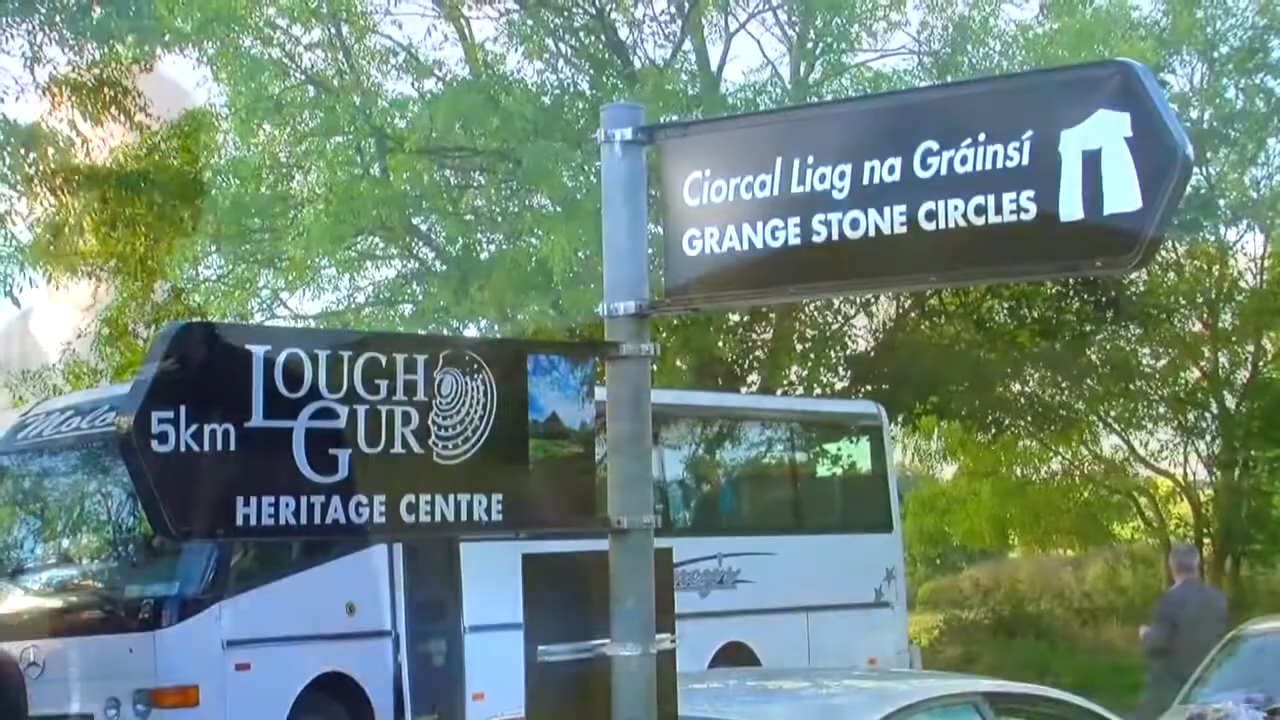 Ciorcal Liag na Gráinsí
GRANGE STONE CIRCLES
5km
LOUGH
GUR
HERITAGE CENTRE